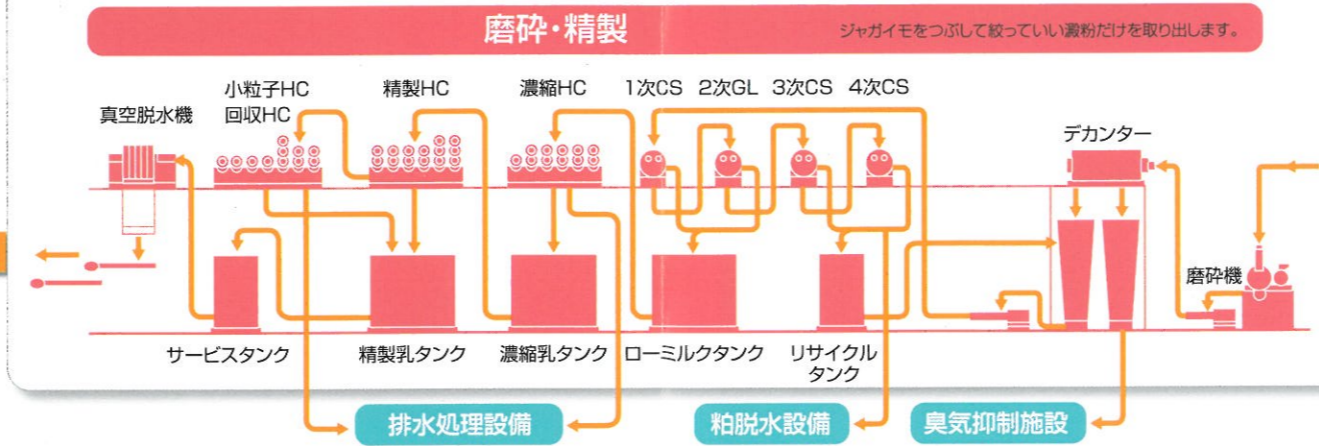 磨砕・精製
ジャガイモをつぶして絞っていい澱粉だけを取り出します。
小粒子HC
回収HC
精製HC
濃縮HC
1次CS
2次GL
3次CS
4次CS
真空脱水機
デカンター
磨砕機
サービスタンク
精製乳タンク
濃縮乳タンク
ローミルクタンク
リサイクル
タンク
排水処理設備
粕脱水設備
臭気抑制施設